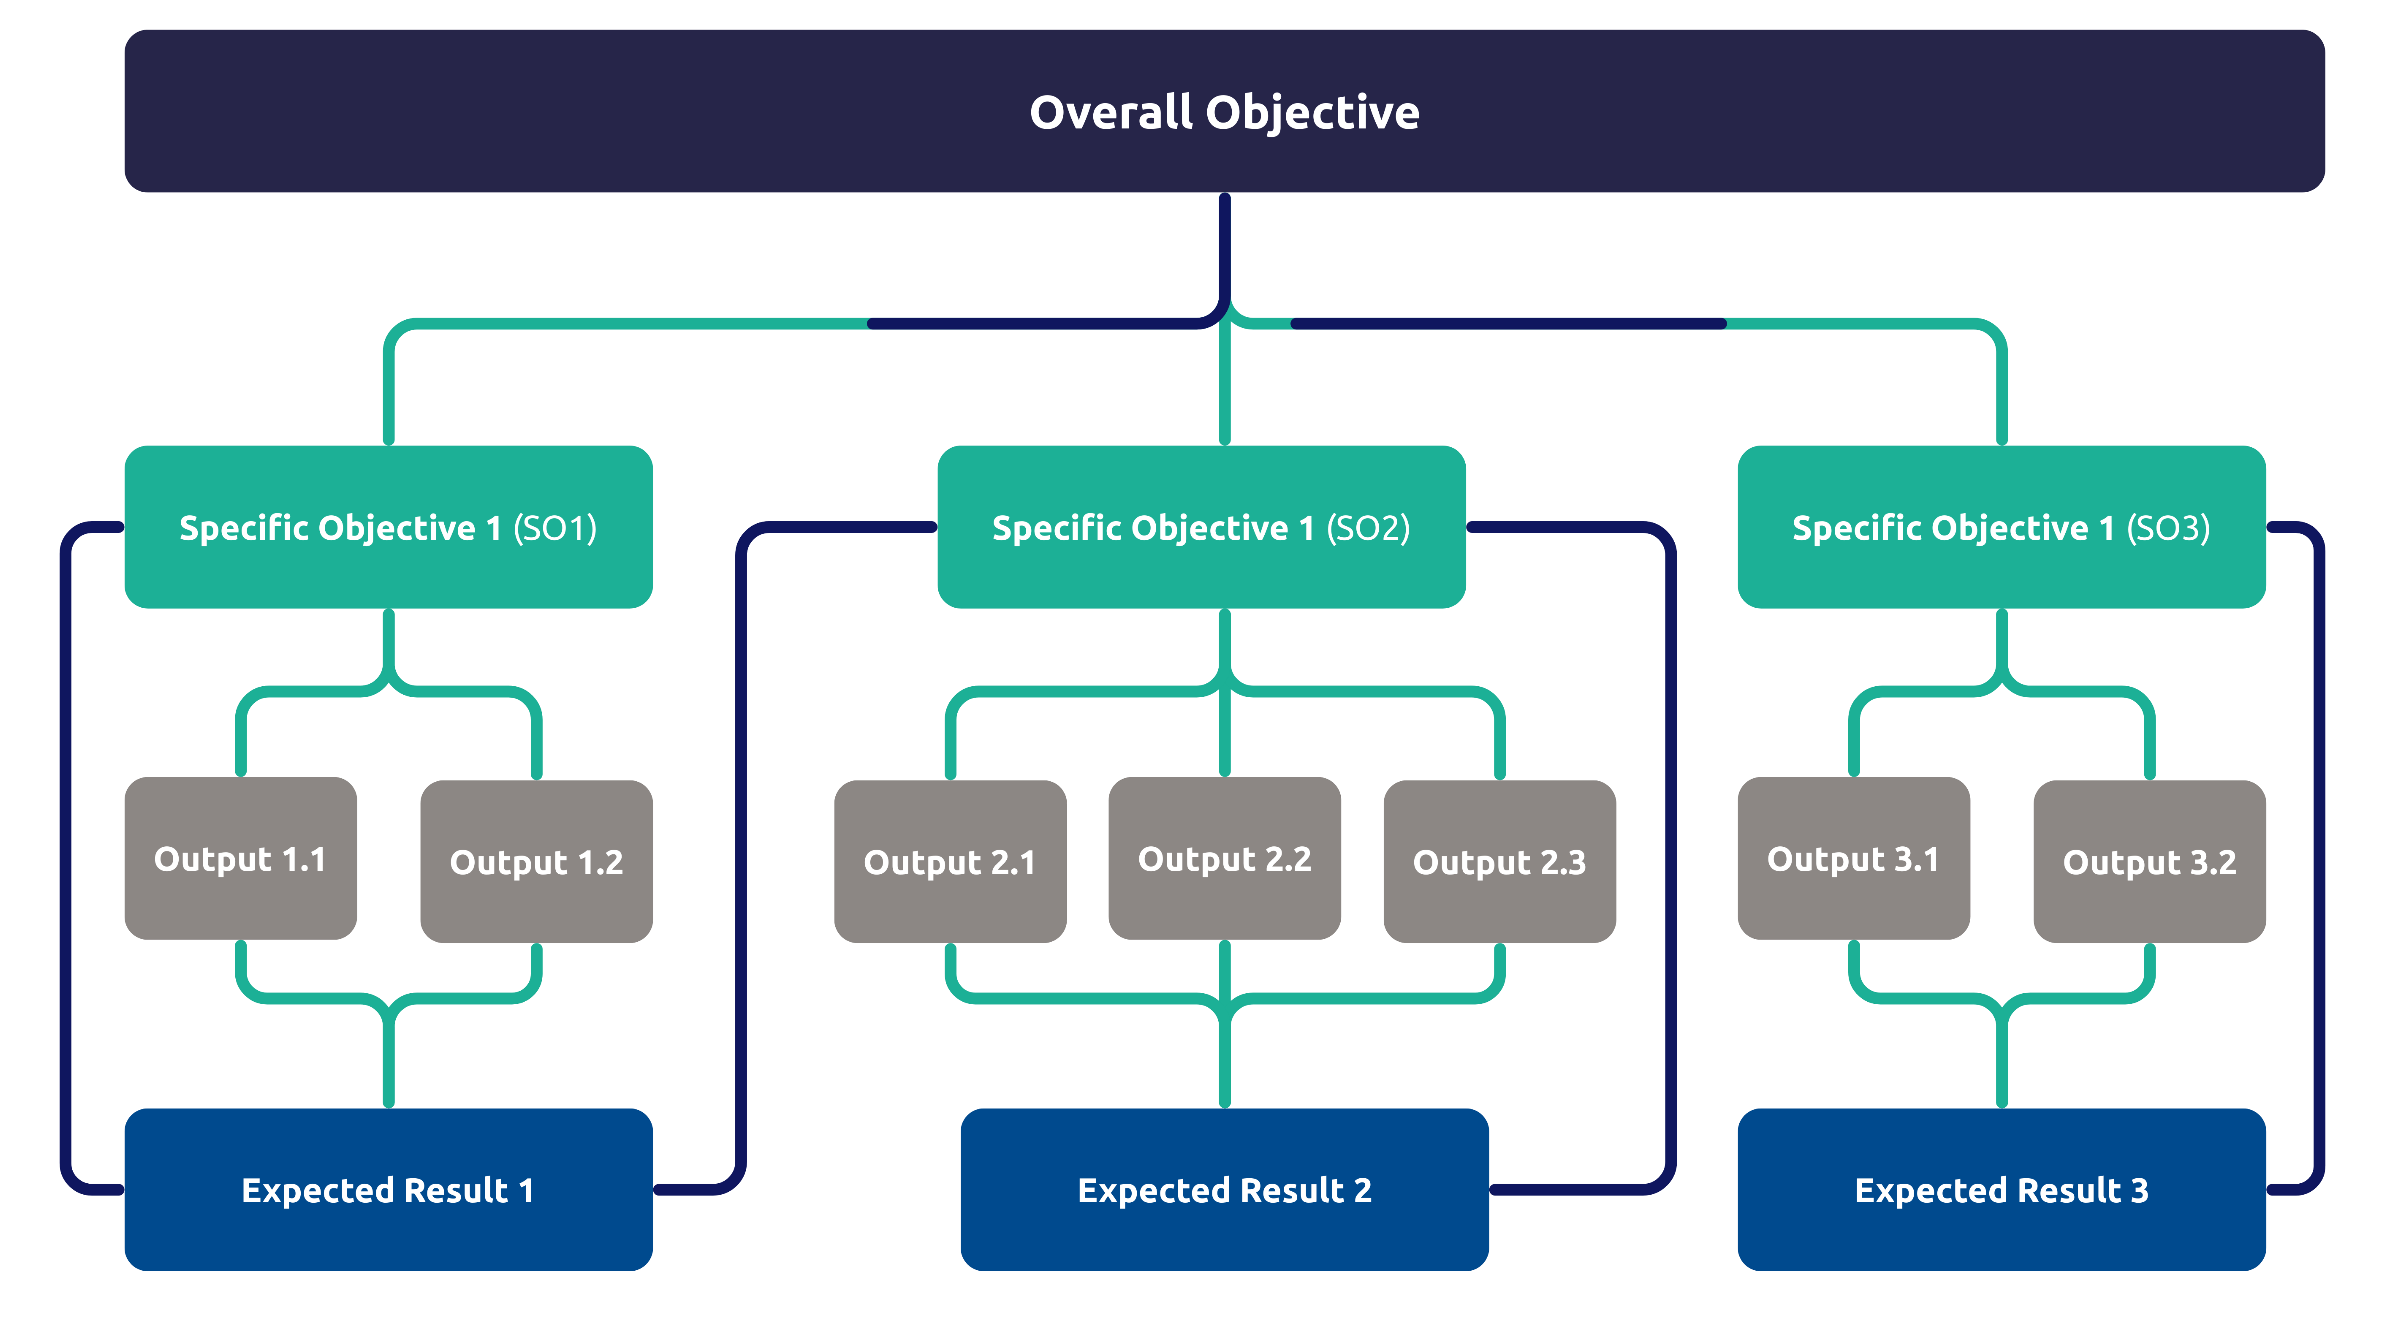 Overall Objective
Specific Objective 1 (SO1)
Specific Objective 1 (SO2)
Specific Objective 1 (SO3)
Output 1.1
Output 1.2
Output 2.1
Output 2.2
Output 2.3
Output 3.1
Output 3.2
Expected Result 1
Expected Result 2
Expected Result 3